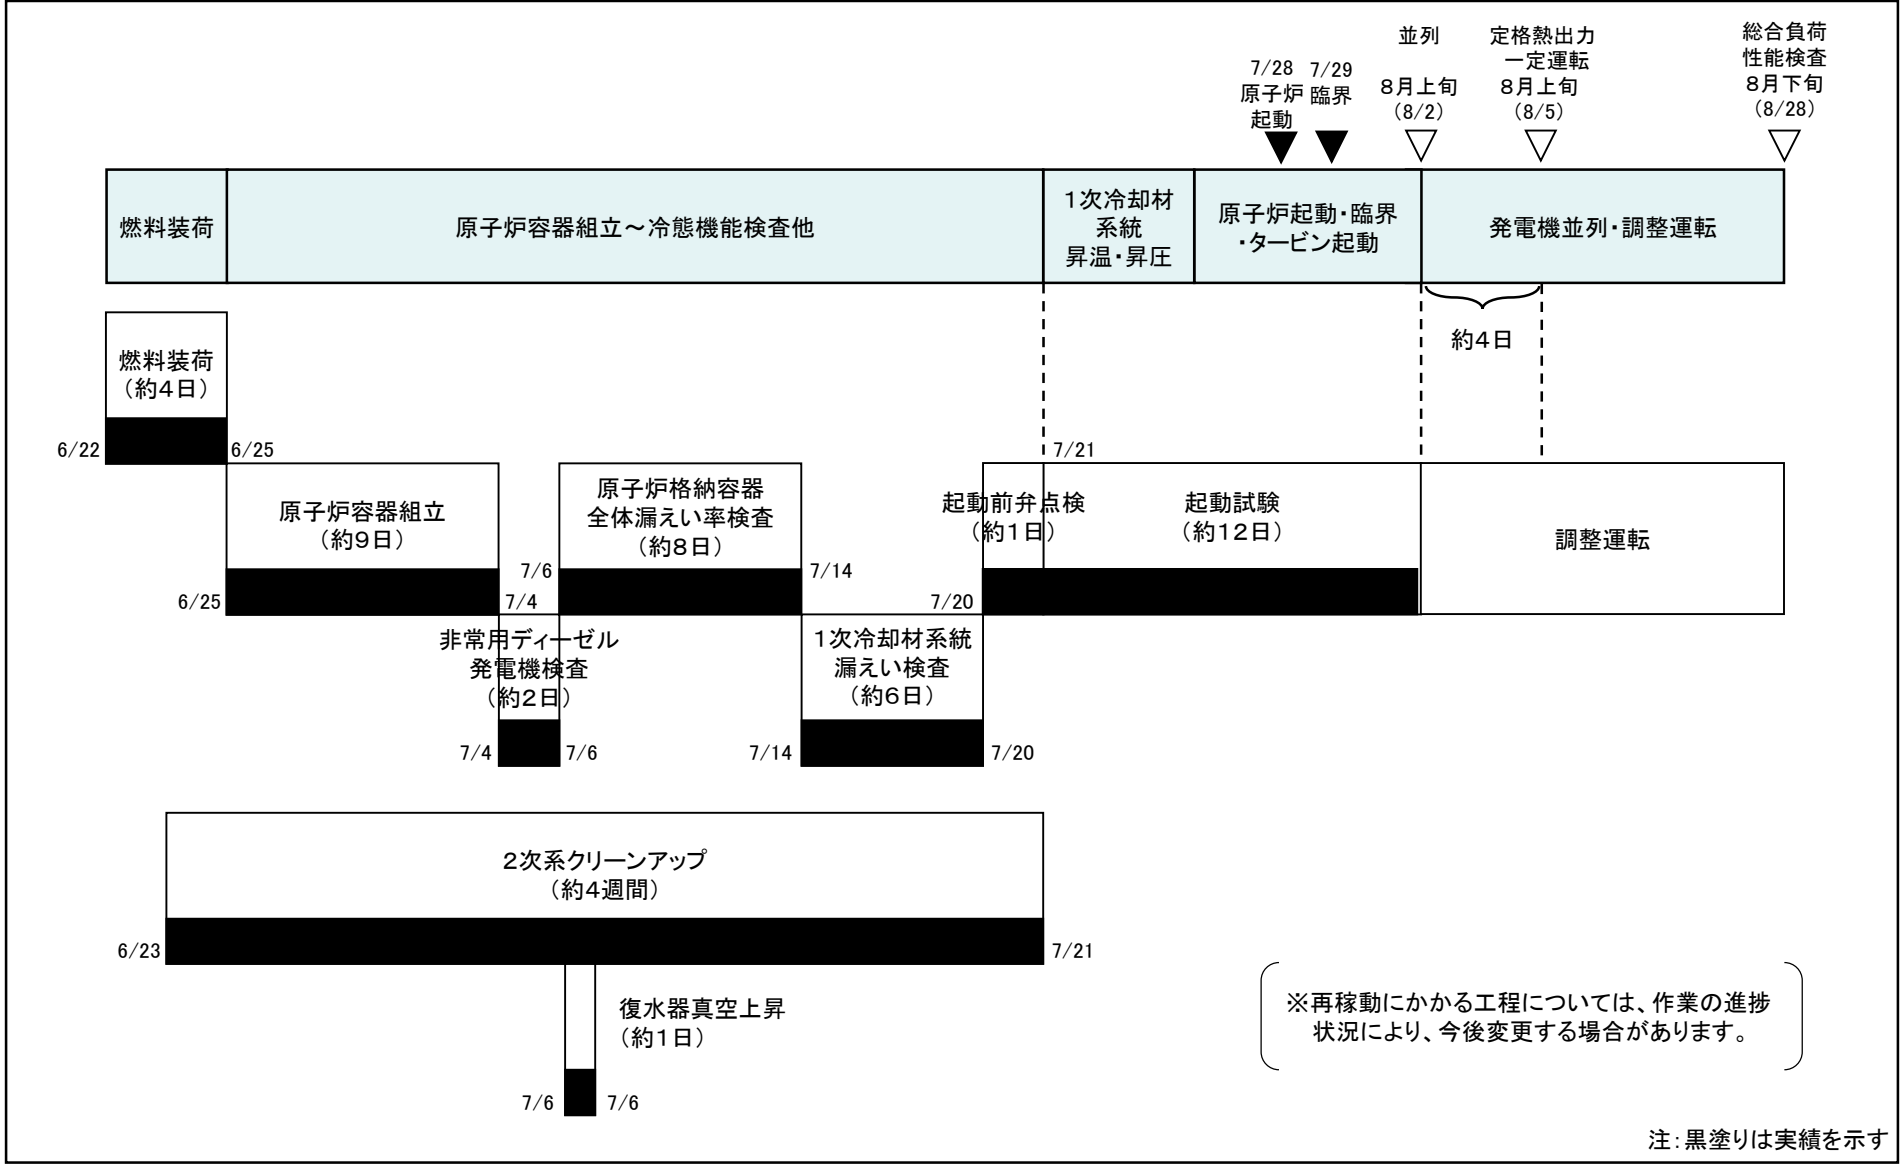 7/28
原子炉
起動
7/29
臨界
並列
8月上旬
(8/2)
定格熱出力
一定運転
8月上旬
(8/5)
総合負荷
性能検査
8月下旬
(8/28)
燃料装荷
原子炉容器組立～冷態機能検査他
1次冷却材
系統
昇温・昇圧
原子炉起動・臨界
・タービン起動
発電機並列・調整運転
約4日
燃料装荷
（約4日）
6/22
6/25
7/21
原子炉容器組立
（約9日）
6/25
7/4
原子炉格納容器
全体漏えい率検査
（約8日）
7/6
7/14
起動前弁点検
（約1日）
7/20
起動試験
（約12日）
調整運転
非常用ディーゼル
発電機検査
（約2日）
7/4
7/6
1次冷却材系統
漏えい検査
（約6日）
7/14
7/20
2次系クリーンアップ
（約4週間）
6/23
7/21
復水器真空上昇
（約1日）
7/6
7/6
※再稼動にかかる工程については、作業の進捗
状況により、今後変更する場合があります。
注：黒塗りは実績を示す